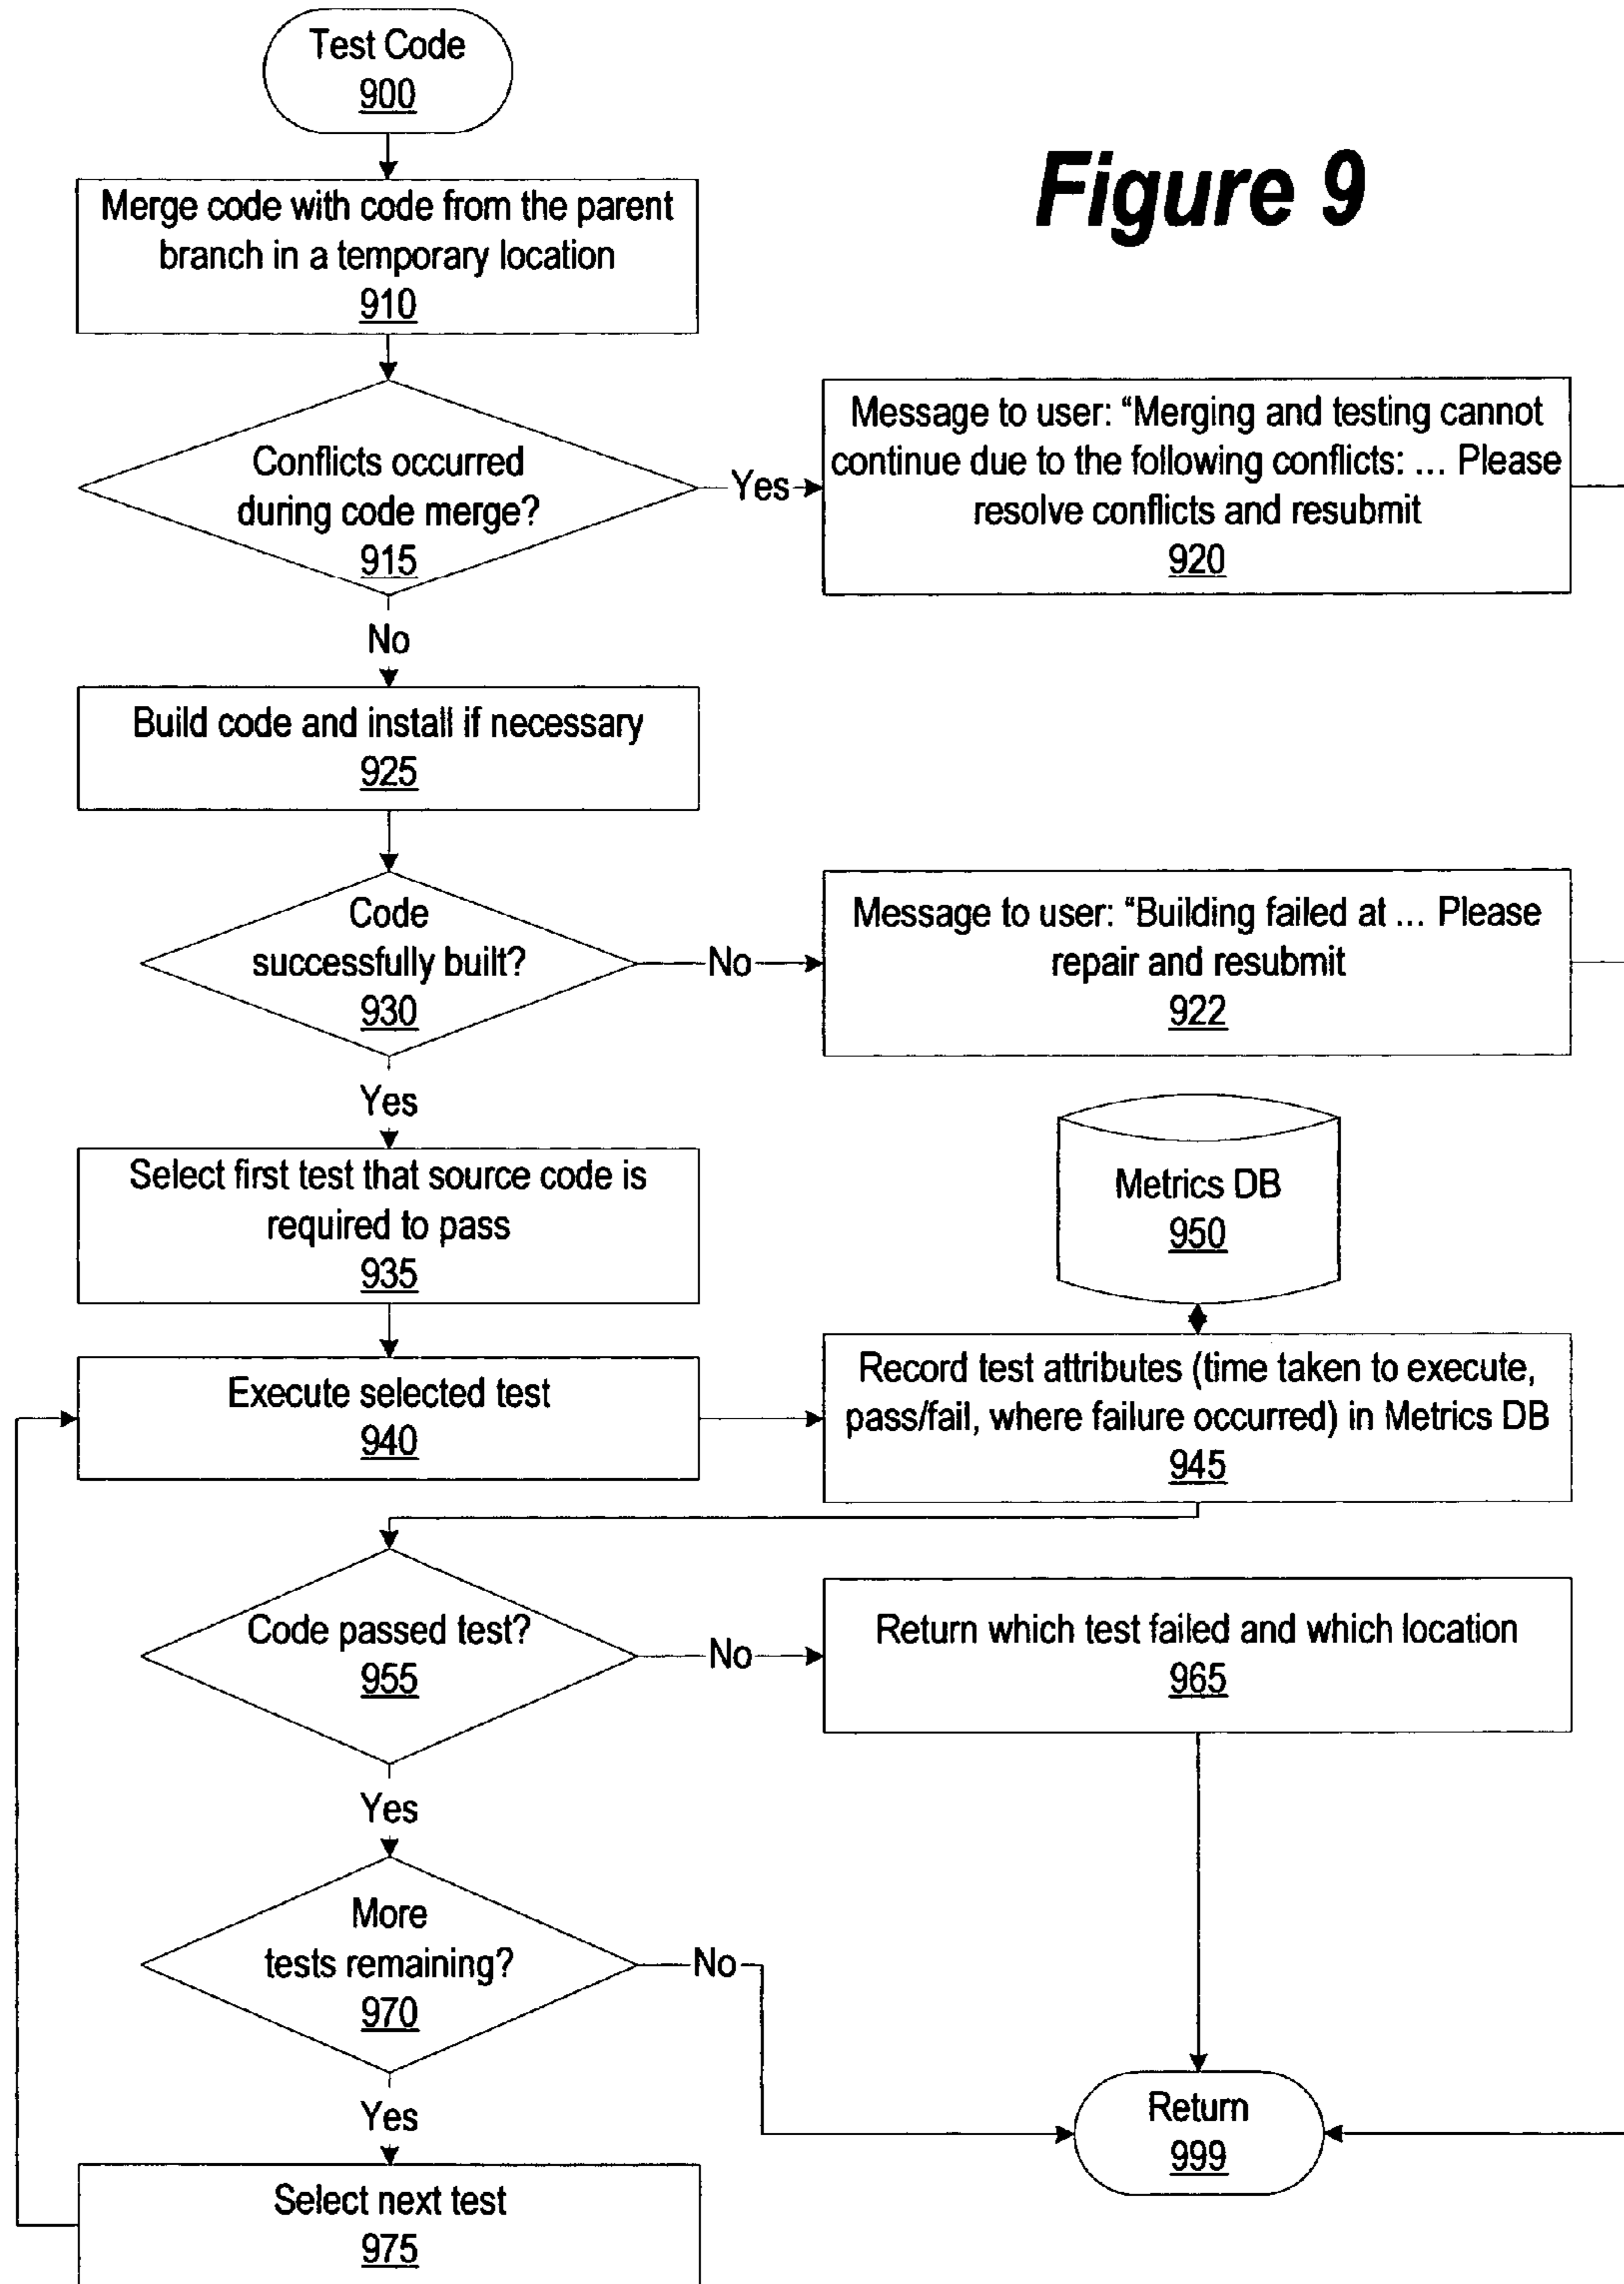 Test Code
900
Figure 9
Merge code with code from the parent
branch in a temporary location
910
Conflicts occurred
during code merge?
915
Yes
Message to user: “Merging and testing cannot
continue due to the following conflicts: ... Please
resolve conflicts and resubmit
920
No
Build code and install if necessary
925
Code
successfully built?
930
No
Message to user: “Building failed at ... Please
repair and resubmit
922
Yes
Select first test that source code is
required to pass
935
Metrics DB
950
Execute selected test
940
Record test attributes (time taken to execute,
pass/fail, where failure occurred) in Metrics DB
945
Code passed test?
955
No
Return which test failed and which location
965
Yes
More
tests remaining?
970
No
Yes
Return
999
Select next test
975